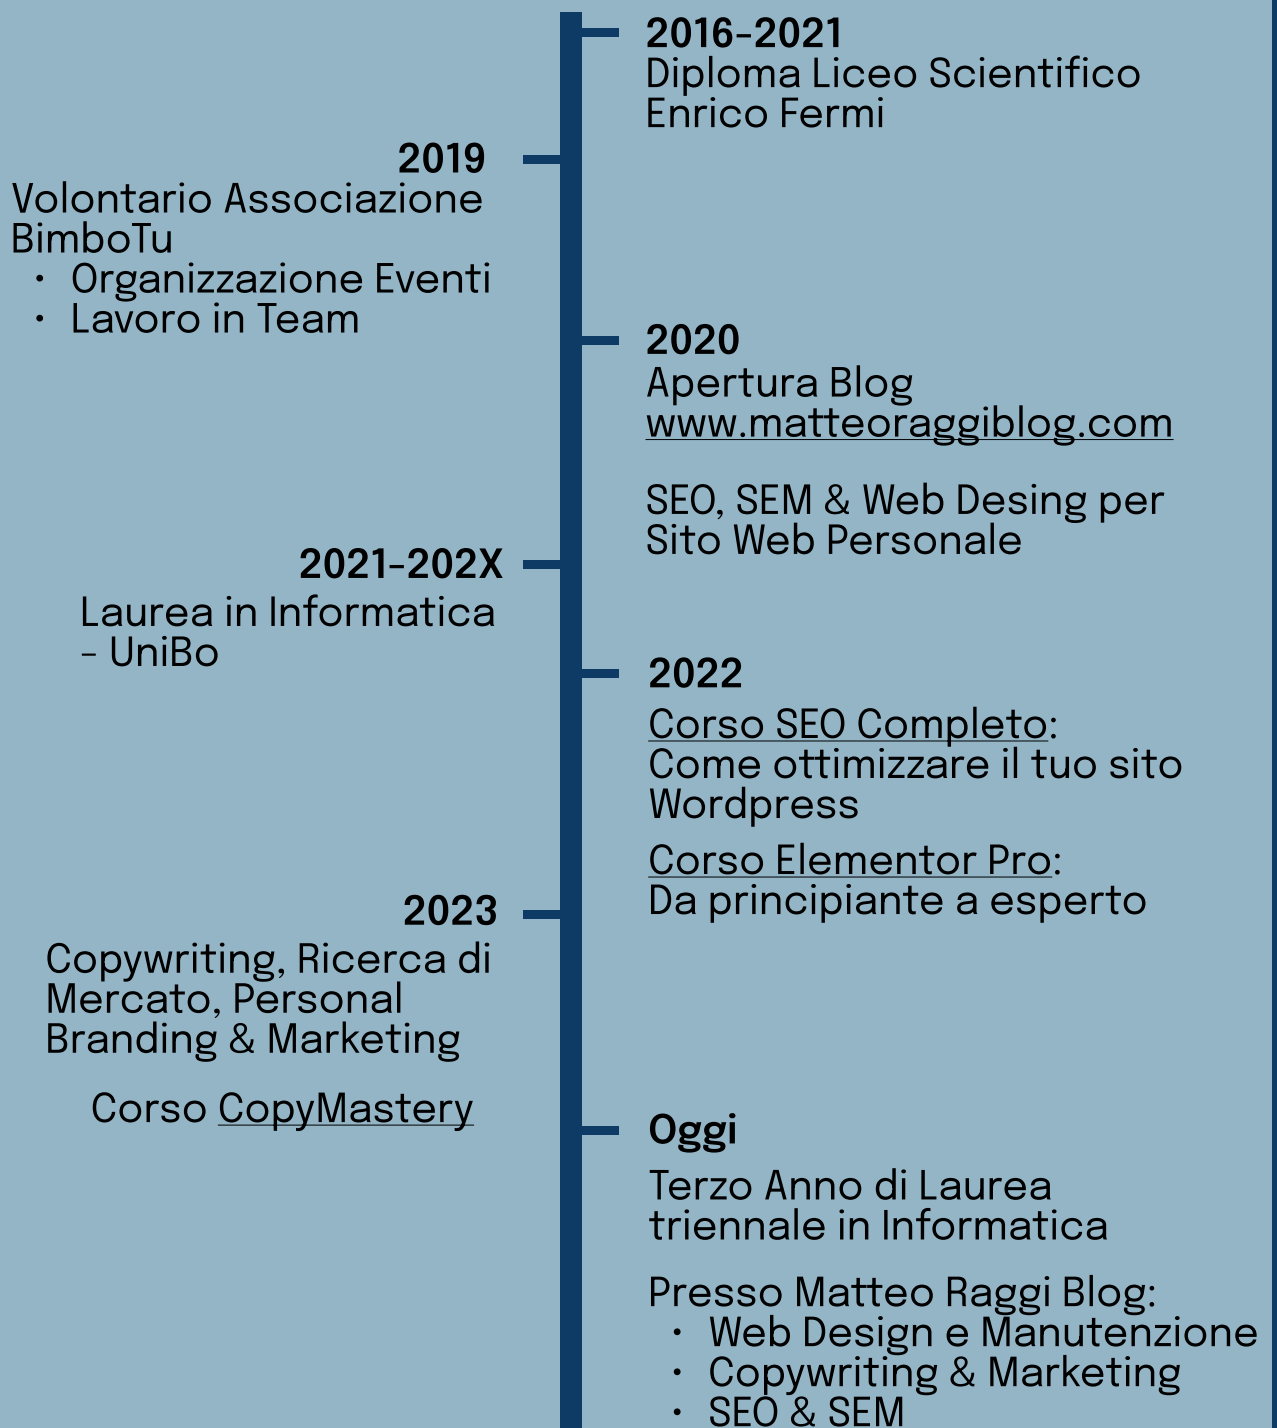 2016-2021
Diploma Liceo Scientifico
Enrico Fermi
2019
Volontario Associazione
BimboTu
• Organizzazione Eventi
• Lavoro in Team
2020
Apertura Blog
www.matteoraggiblog.com
SEO, SEM & Web Desing per
Sito Web Personale
2021-202X
Laurea in Informatica
- UniBo
2022
Corso SEO Completo:
Come ottimizzare il tuo sito
Wordpress
Corso Elementor Pro:
Da principiante a esperto
2023
Copywriting, Ricerca di
Mercato, Personal
Branding & Marketing
Corso CopyMastery
Oggi
Terzo Anno di Laurea
triennale in Informatica
Presso Matteo Raggi Blog:
• Web Design e Manutenzione
• Copywriting & Marketing
• SEO & SEM